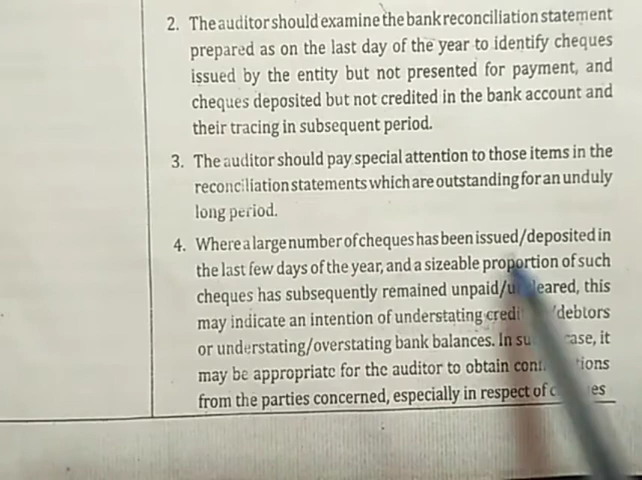 2. The auditor should examine the bank reconciliation statement
prepared as on the last day of the year to identify cheques
issued by the entity but not presented for payment, and
cheques deposited but not credited in the bank account and
their tracing in subsequent period.
3. The auditor should pay special attention to those items in the
reconciliation statements which are outstanding for an unduly
long period.
4. Where a large number of cheques has been issued/deposited in
the last few days of the year, and a sizeable proportion of such
cheques has subsequently remained unpaid/uncleared, this
may indicate an intention of understating /debtors
or understating/overstating bank balances. In case, it
may be appropriate for the auditor to obtain
from the parties concerned, especially in respect of